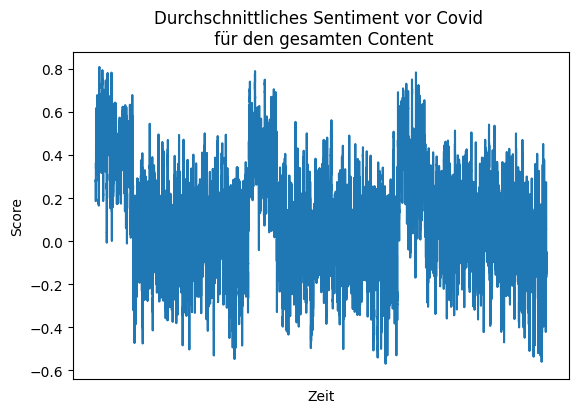 Durchschnittliches Sentiment vor Covid
für den gesamten Content
Score
0.8
0.6
0.4
0.2
0.0
−0.2
−0.4
−0.6
Zeit